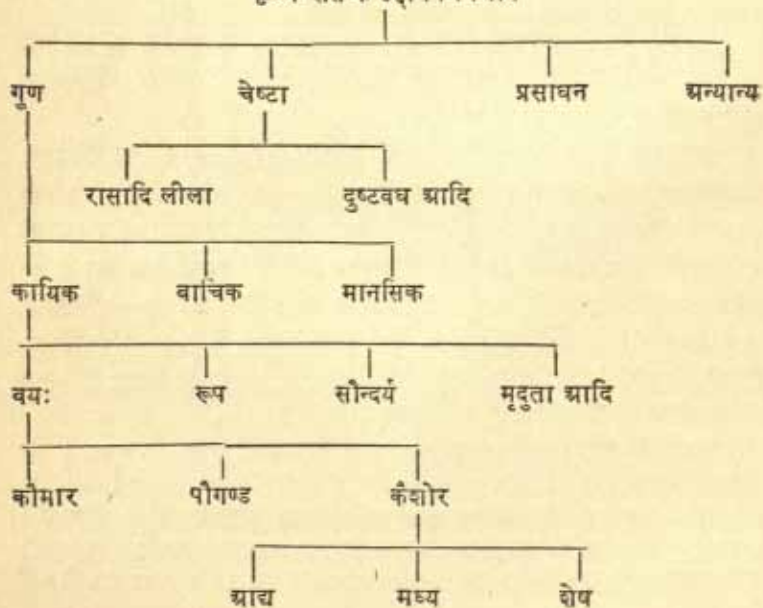 गुण चेष्टा प्रसाधन अन्यान्य
रासादि लीला दुष्टवध आदि
कायिक वाचिक मानसिक
वयः रूप सौन्दर्य मृदुता आदि
कौमार पौगण्ड कैशोर
आद्य मध्य शेष